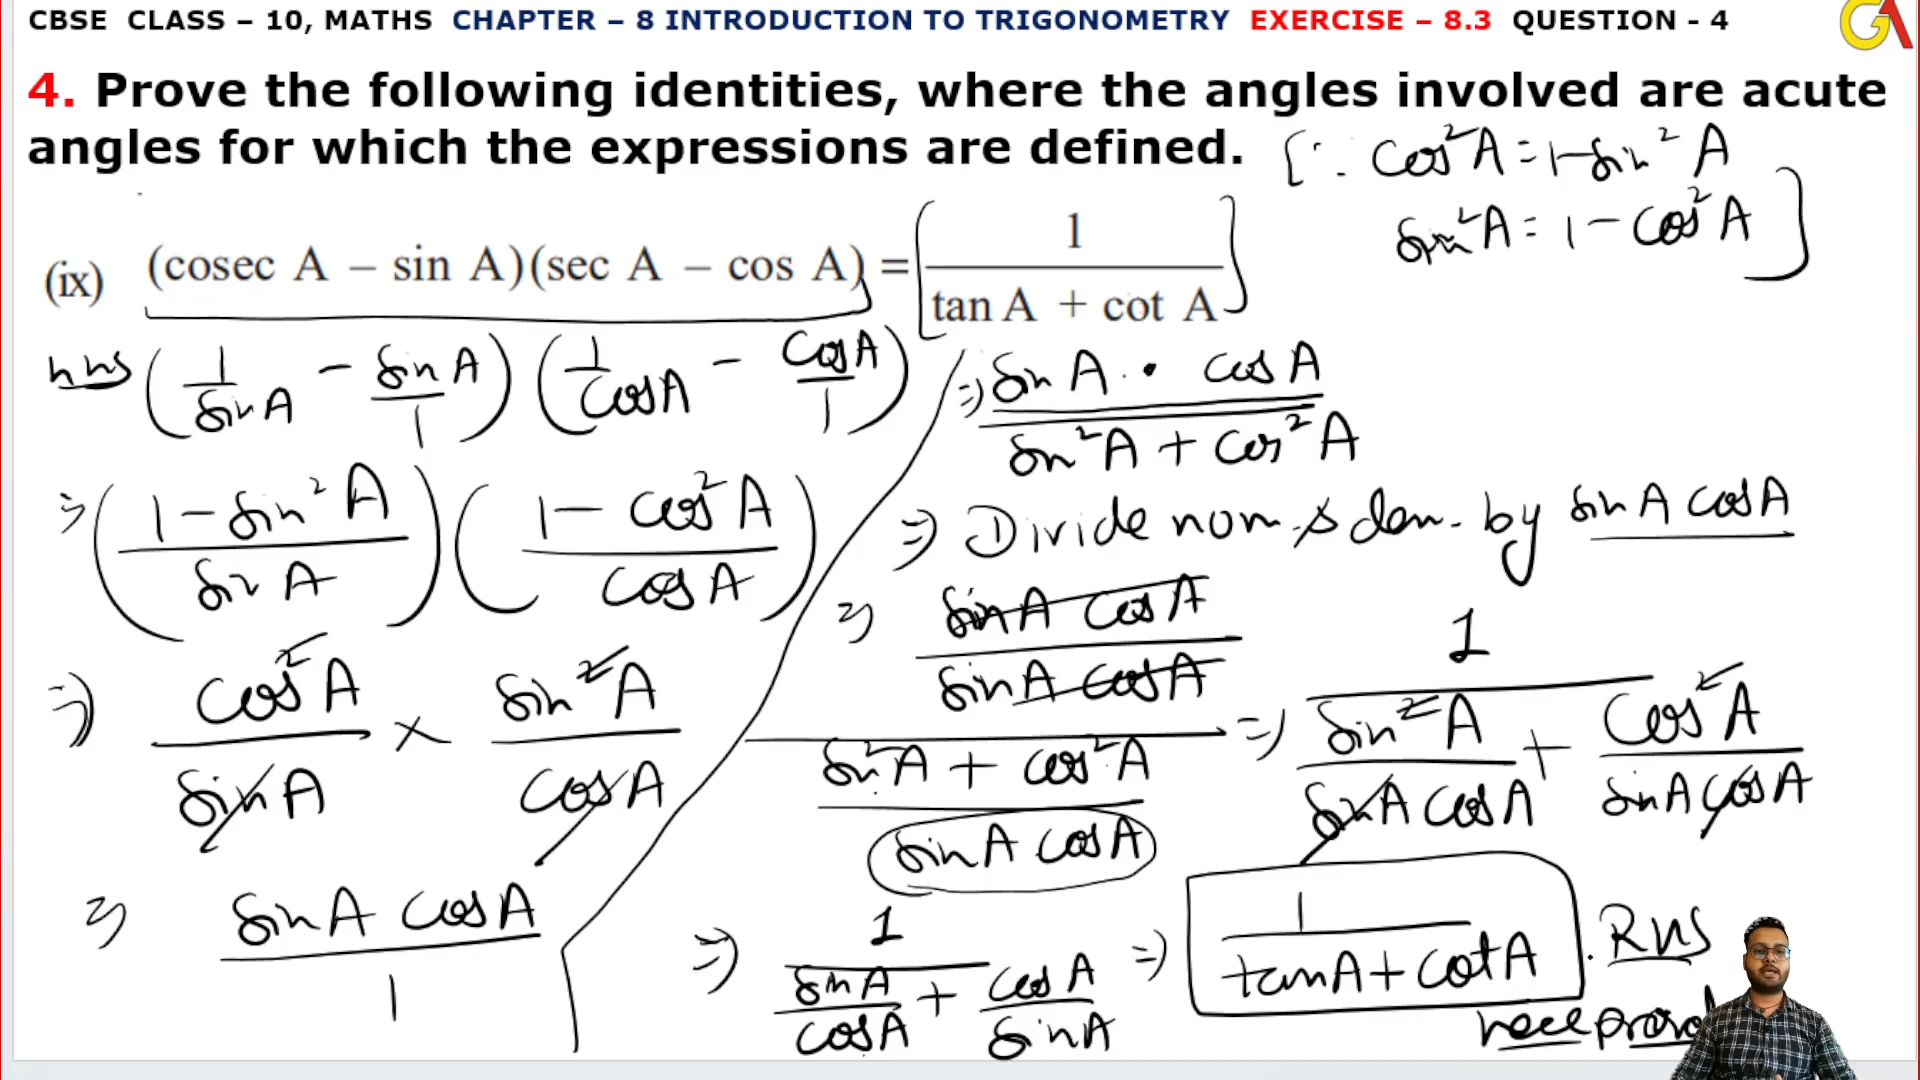 CBSE CLASS – 10, MATHS CHAPTER – 8 INTRODUCTION TO TRIGONOMETRY EXERCISE – 8.3 QUESTION - 4
GA
4. Prove the following identities, where the angles involved are acute
angles for which the expressions are defined.
[∵ cos²A = 1-sin²A
sin²A = 1 - cos²A]
(ix) (cosec A – sin A)(sec A – cos A) = 1 / (tan A + cot A)
LHS (1/sinA - sinA/1) (1/cosA - cosA/1)
⇒ ((1 - sin²A)/sinA) ((1 - cos²A)/cosA)
⇒ cos²A/sinA × sin²A/cosA
⇒ sinA cosA / 1
⇒ sinA · cosA / (sin²A + cos²A)
⇒ Divide nom. & den. by sinA cosA
⇒ (sinA cosA / sinA cosA) / ((sin²A + cos²A) / sinA cosA)
⇒ 1 / (sin²A/sinA cosA + cos²A/sinA cosA)
⇒ 1 / (sinA/cosA + cosA/sinA)
⇒ 1 / (tanA + cotA) . RHS